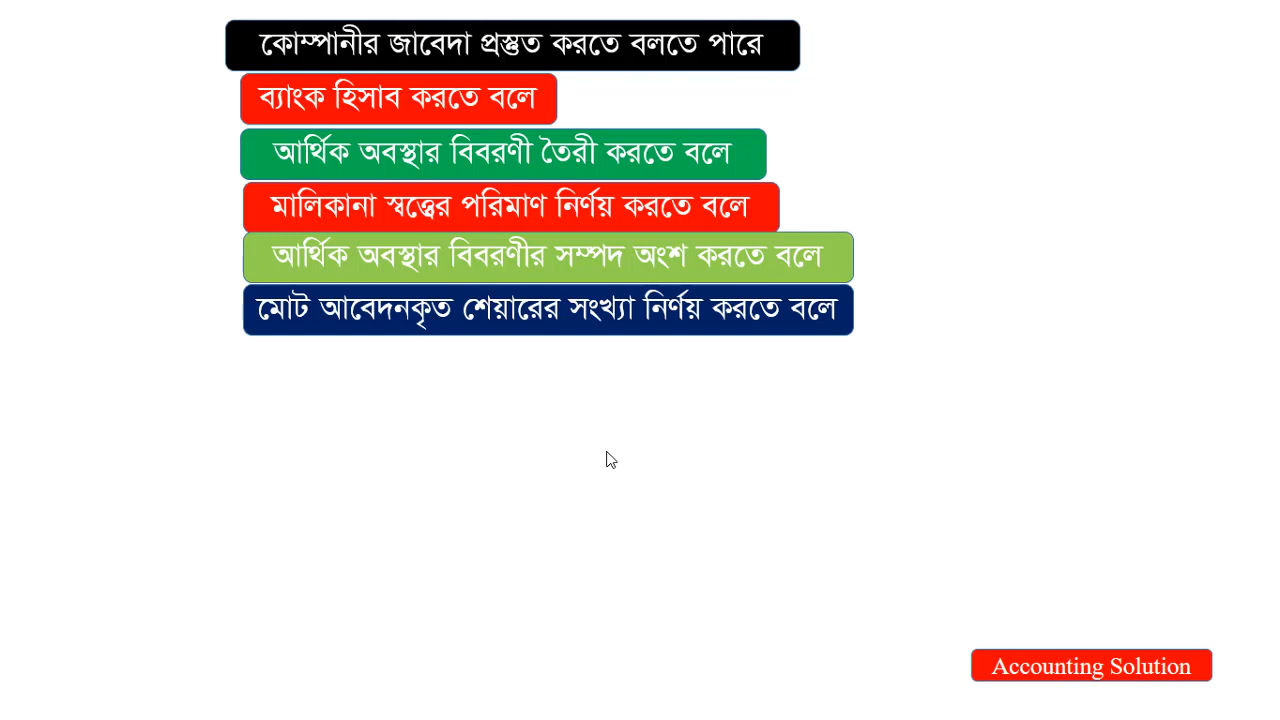 কোম্পানীর জাবেদা প্রস্তুত করতে বলতে পারে
ব্যাংক হিসাব করতে বলে
আর্থিক অবস্থার বিবরণী তৈরী করতে বলে
মালিকানা স্বত্ত্বের পরিমাণ নির্ণয় করতে বলে
আর্থিক অবস্থার বিবরণীর সম্পদ অংশ করতে বলে
মোট আবেদনকৃত শেয়ারের সংখ্যা নির্ণয় করতে বলে
Accounting Solution